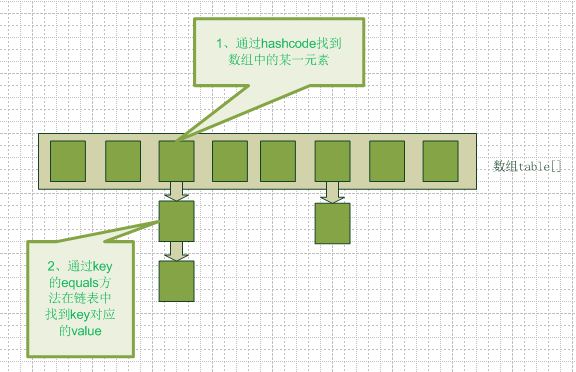 1、通过hashcode找到
数组中的某一元素
数组table[]
2、通过key
的equals方
法在链表中
找到key对应
的value